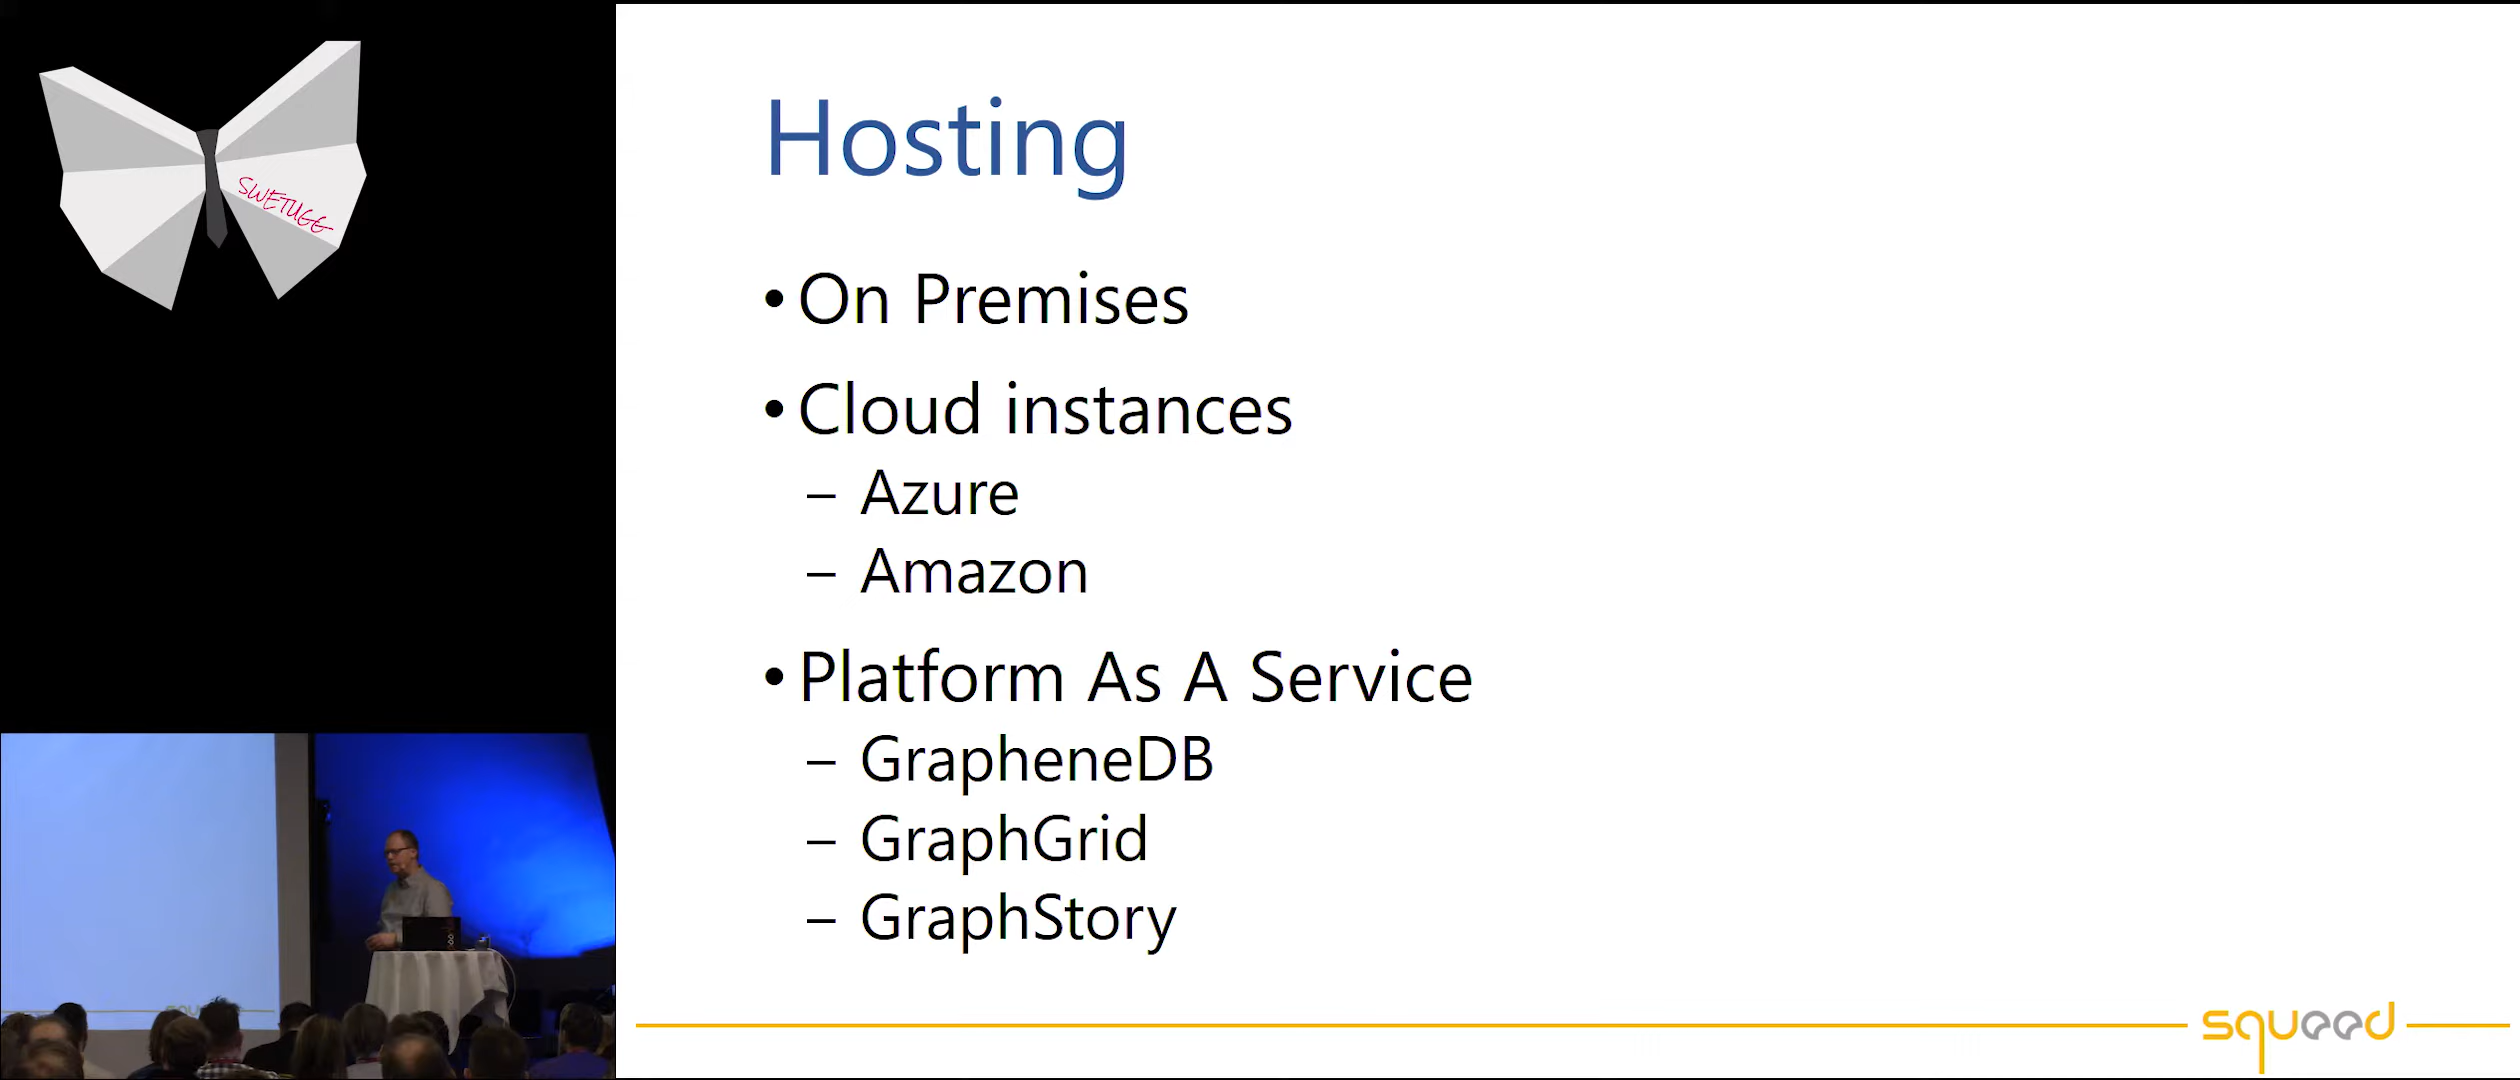 SWETUGG
Hosting
• On Premises
• Cloud instances
– Azure
– Amazon
• Platform As A Service
– GrapheneDB
– GraphGrid
– GraphStory
squeed